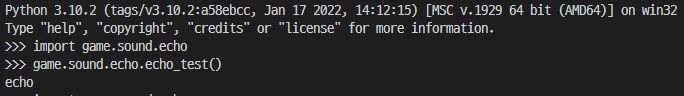 Python 3.10.2 (tags/v3.10.2:a58ebcc, Jan 17 2022, 14:12:15) [MSC v.1929 64 bit (AMD64)] on win32
Type "help", "copyright", "credits" or "license" for more information.
>>> import game.sound.echo
>>> game.sound.echo.echo_test()
echo